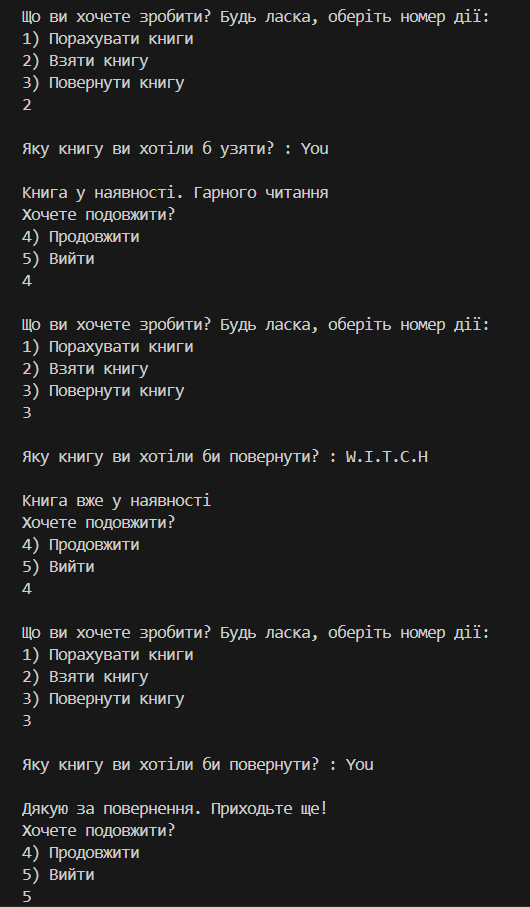 Що ви хочете зробити? Будь ласка, оберіть номер дії:
1) Порахувати книги
2) Взяти книгу
3) Повернути книгу
2
Яку книгу ви хотіли б узяти? : You
Книга у наявності. Гарного читання
Хочете подовжити?
4) Продовжити
5) Вийти
4
Що ви хочете зробити? Будь ласка, оберіть номер дії:
1) Порахувати книги
2) Взяти книгу
3) Повернути книгу
3
Яку книгу ви хотіли би повернути? : W.I.T.C.H
Книга вже у наявності
Хочете подовжити?
4) Продовжити
5) Вийти
4
Що ви хочете зробити? Будь ласка, оберіть номер дії:
1) Порахувати книги
2) Взяти книгу
3) Повернути книгу
3
Яку книгу ви хотіли би повернути? : You
Дякую за повернення. Приходьте ще!
Хочете подовжити?
4) Продовжити
5) Вийти
5